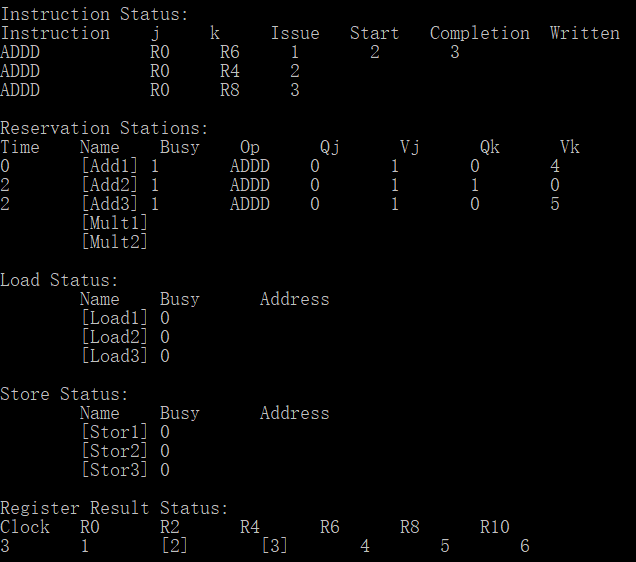 Instruction Status:
Instruction j k Issue Start Completion Written
ADDD R0 R6 1 2 3
ADDD R0 R4 2
ADDD R0 R8 3
Reservation Stations:
Time Name Busy Op Qj Vj Qk Vk
0 [Add1] 1 ADDD 0 1 0 4
2 [Add2] 1 ADDD 0 1 1 0
2 [Add3] 1 ADDD 0 1 0 5
[Mult1]
[Mult2]
Load Status:
Name Busy Address
[Load1] 0
[Load2] 0
[Load3] 0
Store Status:
Name Busy Address
[Stor1] 0
[Stor2] 0
[Stor3] 0
Register Result Status:
Clock R0 R2 R4 R6 R8 R10
3 1 [2] [3] 4 5 6